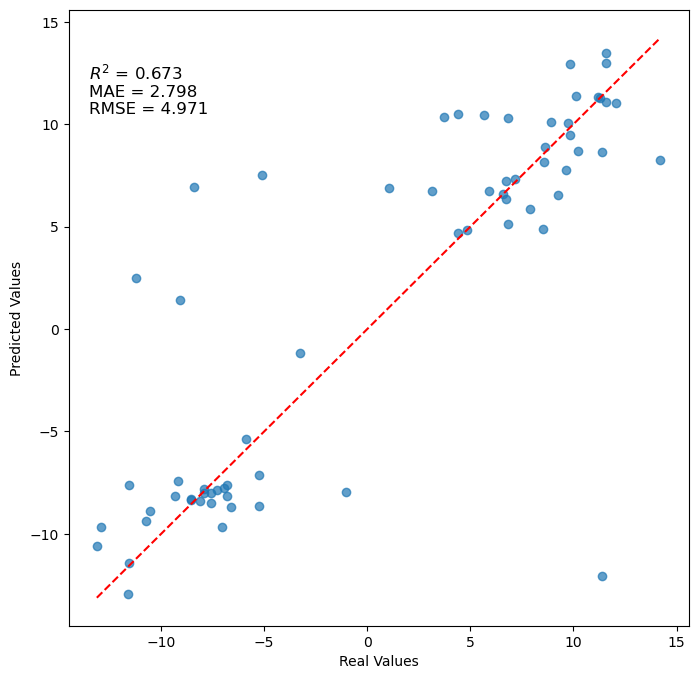 15
10
5
0
−5
−10
Predicted Values
R² = 0.673
MAE = 2.798
RMSE = 4.971
−10
−5
0
5
10
15
Real Values